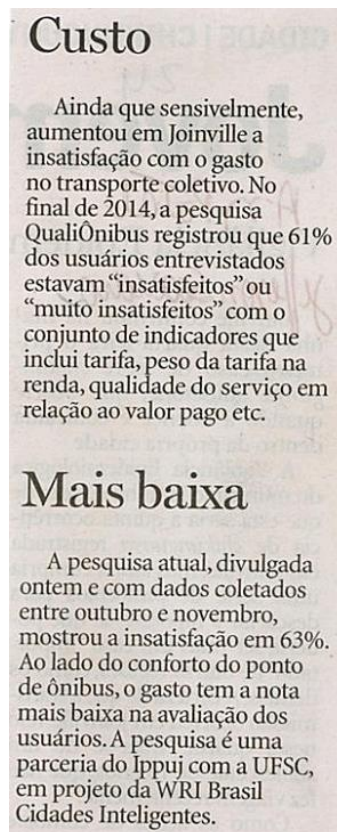 Custo
Ainda que sensivelmente,
aumentou em Joinville a
insatisfação com o gasto
no transporte coletivo. No
final de 2014, a pesquisa
QualiÔnibus registrou que 61%
dos usuários entrevistados
estavam “insatisfeitos” ou
“muito insatisfeitos” com o
conjunto de indicadores que
inclui tarifa, peso da tarifa na
renda, qualidade do serviço em
relação ao valor pago etc.
Mais baixa
A pesquisa atual, divulgada
ontem e com dados coletados
entre outubro e novembro,
mostrou a insatisfação em 63%.
Ao lado do conforto do ponto
de ônibus, o gasto tem a nota
mais baixa na avaliação dos
usuários. A pesquisa é uma
parceria do Ippuj com a UFSC,
em projeto da WRI Brasil
Cidades Inteligentes.